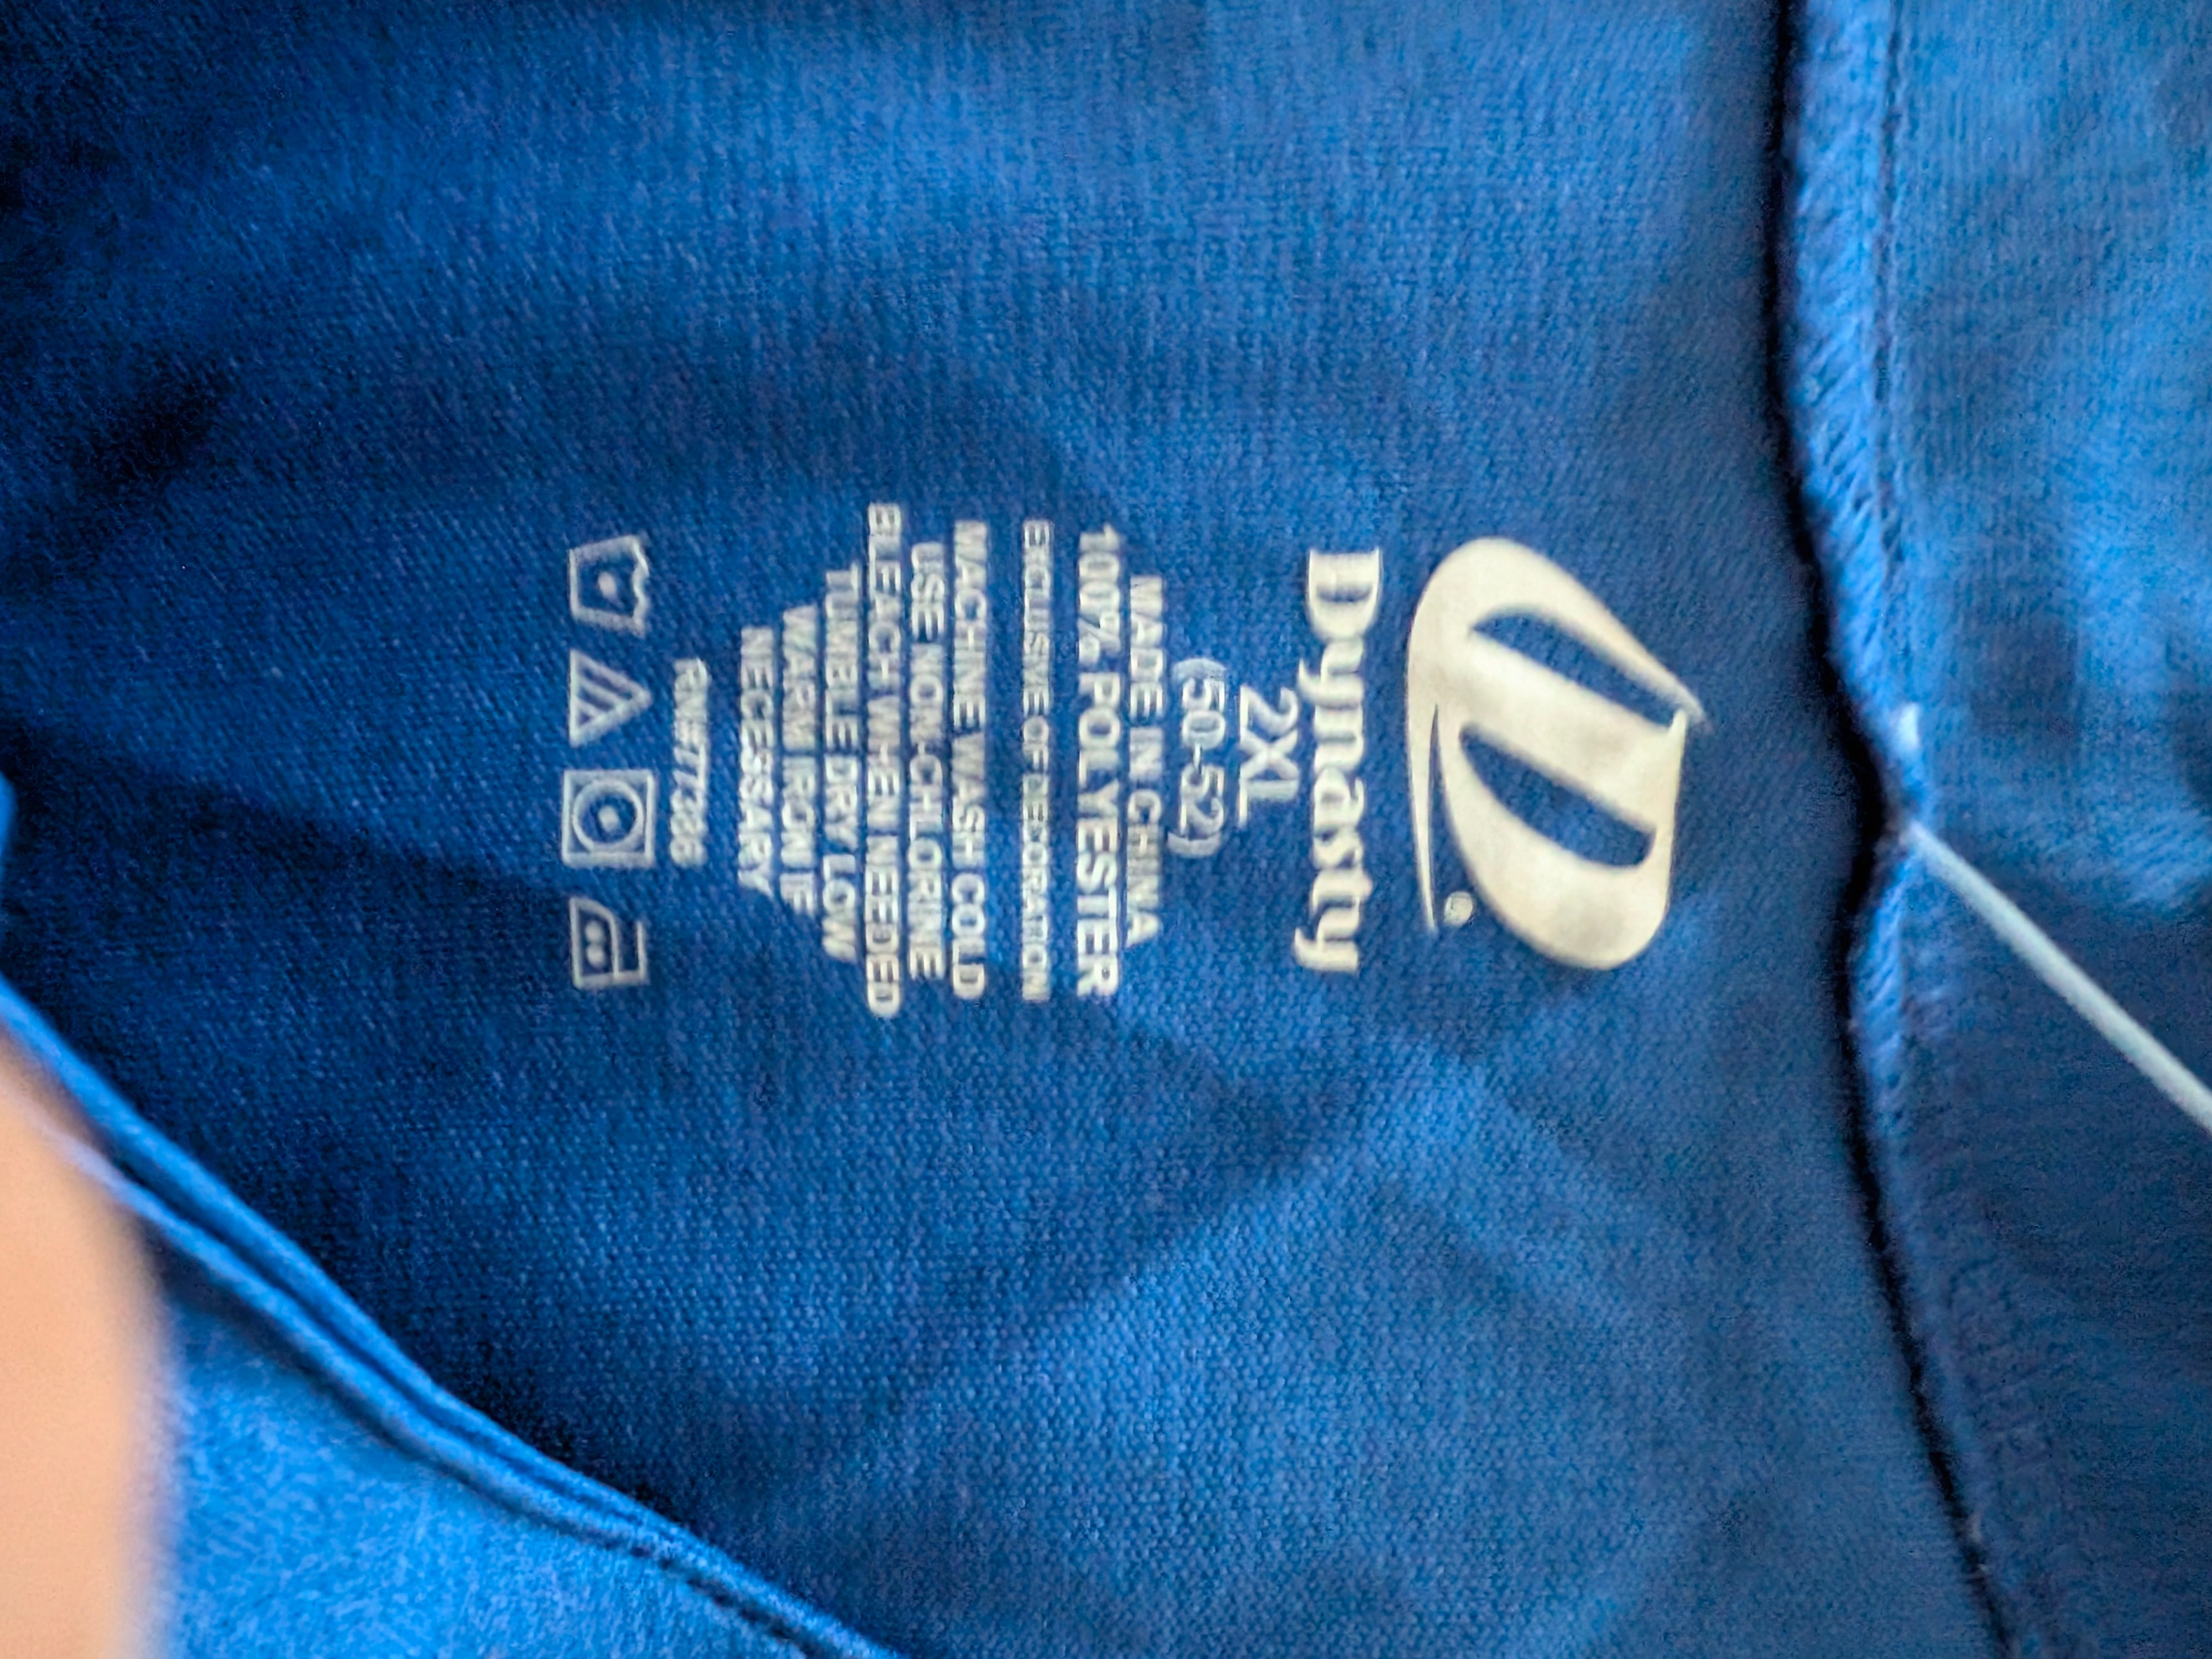 D
Dynasty
2XL
(50-52)
MADE IN CHINA
100% POLYESTER
EXCLUSIVE OF DECORATION
MACHINE WASH COLD
USE NON-CHLORINE
BLEACH WHEN NEEDED
TUMBLE DRY LOW
WARM IRON IF
NECESSARY